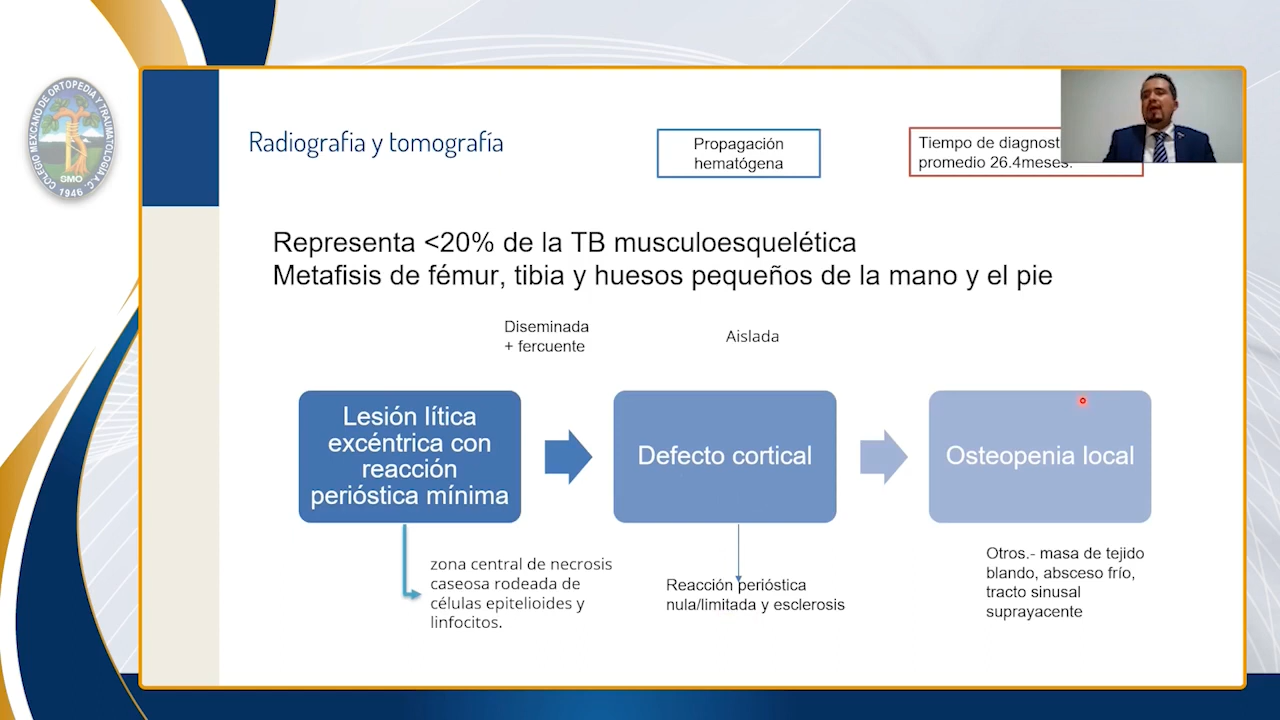 COLEGIO MEXICANO DE ORTOPEDIA Y TRAUMATOLOGIA A.C.
SMO
1946
Radiografia y tomografía
Propagación
hematógena
Tiempo de
promedio 26.4meses.
Representa <20% de la TB musculoesquelética
Metafisis de fémur, tibia y huesos pequeños de la mano y el pie
Diseminada
+ fercuente
Aislada
Lesión lítica
excéntrica con
reacción
perióstica mínima
Defecto cortical
Osteopenia local
zona central de necrosis
caseosa rodeada de
células epitelioides y
linfocitos.
Reacción perióstica
nula/limitada y esclerosis
Otros.- masa de tejido
blando, absceso frío,
tracto sinusal
suprayacente